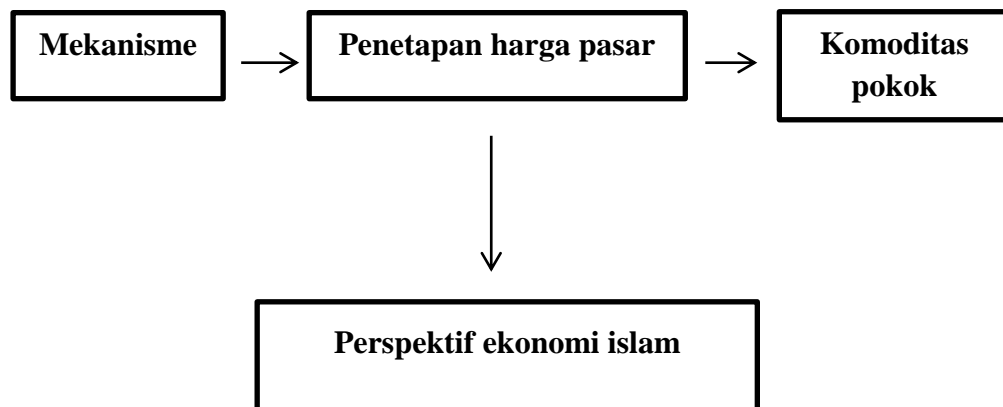 Mekanisme
Penetapan harga pasar
Komoditas
pokok
Perspektif ekonomi islam